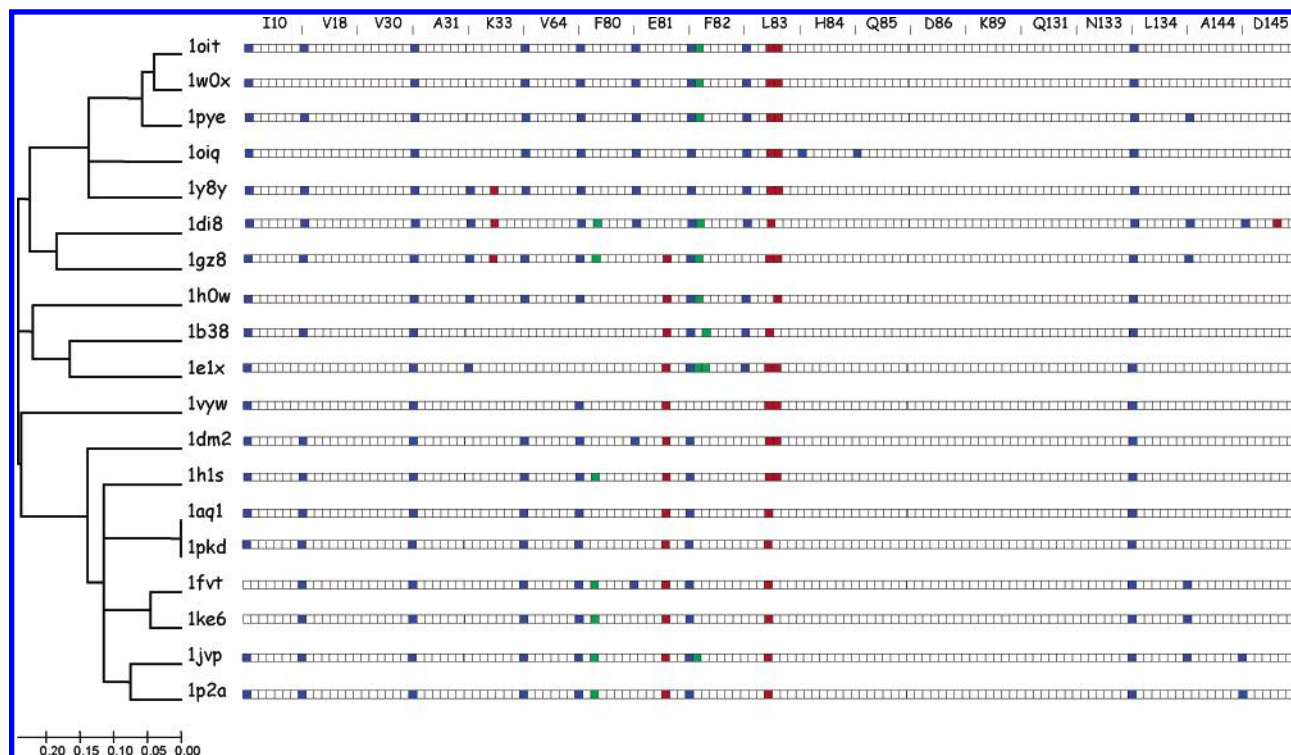 I10 V18 V30 A31 K33 V64 F80 E81 F82 L83 H84 Q85 D86 K89 Q131 N133 L134 A144 D145
1oit
1w0x
1pye
1oiq
1y8y
1di8
1gz8
1h0w
1b38
1e1x
1vyw
1dm2
1h1s
1aq1
1pkd
1fvt
1ke6
1jvp
1p2a
0.20 0.15 0.10 0.05 0.00